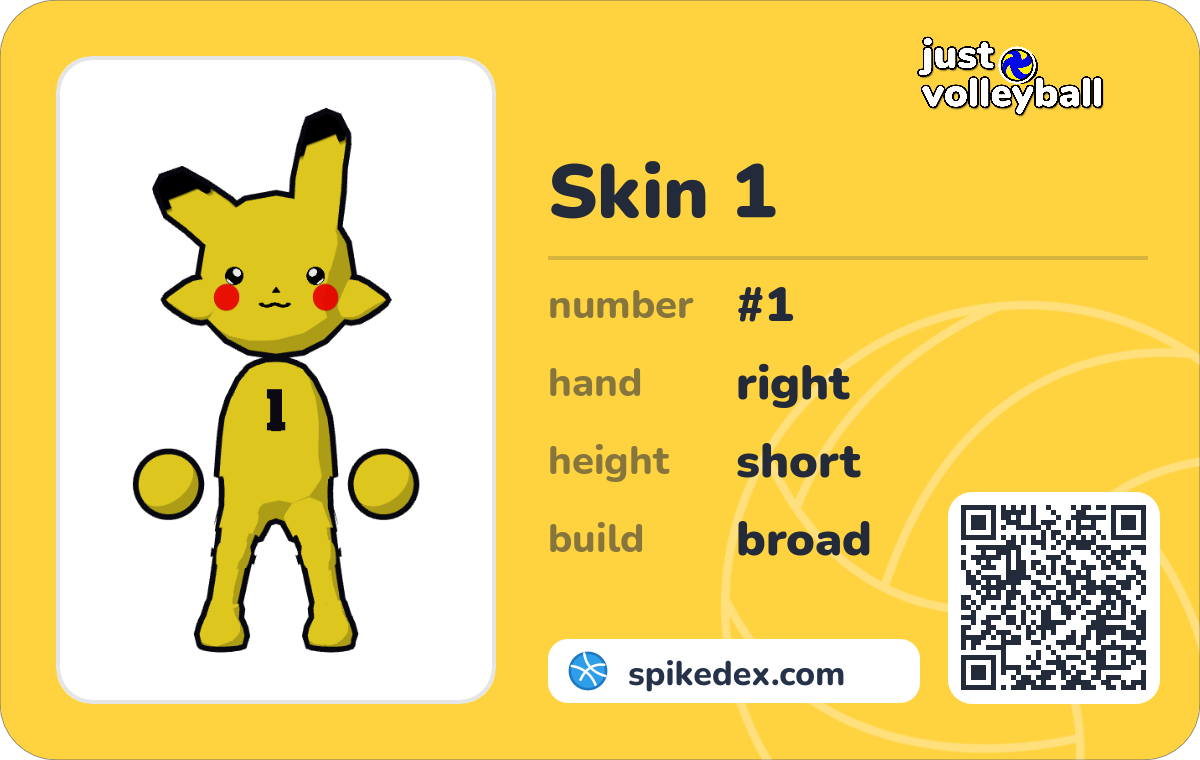 just
volleyball
Skin 1
number #1
hand right
height short
build broad
1
spikedex.com